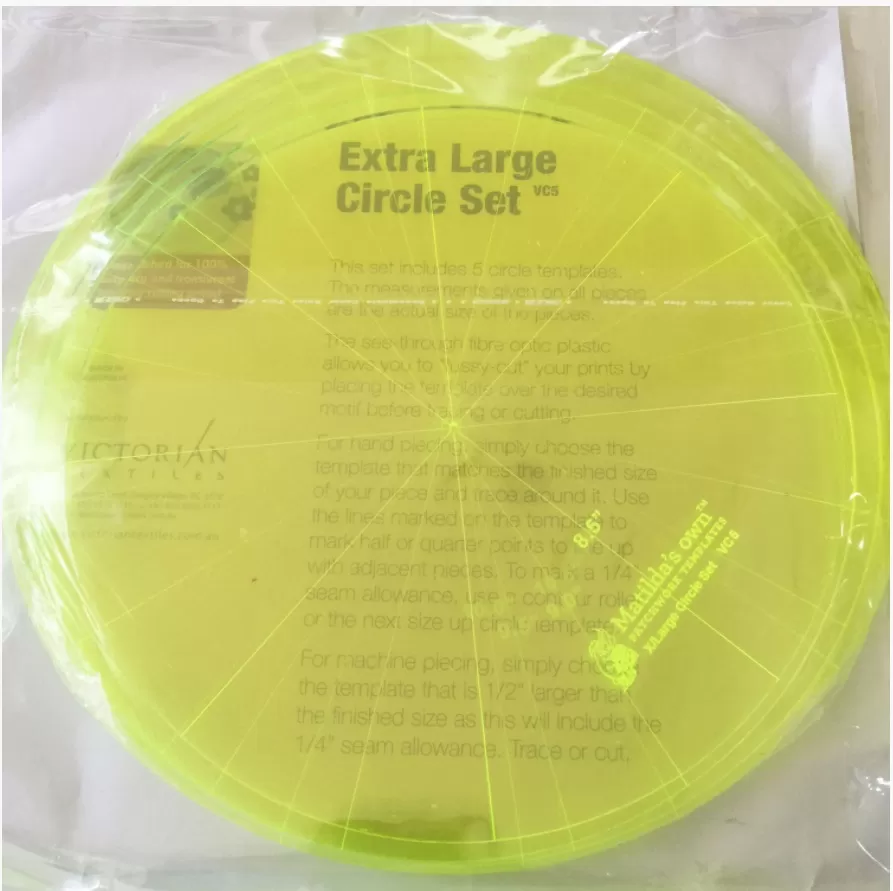 Extra Large
Circle Set VC5
This set includes 5 circle templates.
The measurements given on all pieces
are the actual size of the pieces.
The see-through fibre optic plastic
allows you to "fussy-cut" your prints by
placing the template over the desired
motif before tracing or cutting.
For hand piecing, simply choose the
template that matches the finished size
of your piece and trace around it. Use
the lines marked on the template to
mark half or quarter points to line up
with adjacent pieces. To mark a 1/4"
seam allowance, use a contour roller
or the next size up circle template.
For machine piecing, simply choose
the template that is 1/2" larger than
the finished size as this will include the
1/4" seam allowance. Trace or cut.
for 100%
VICTORIAN
TEXTILES
8.5"
Matilda's own™
PATCHWORK TEMPLATES
X/Large Circle Set VC5